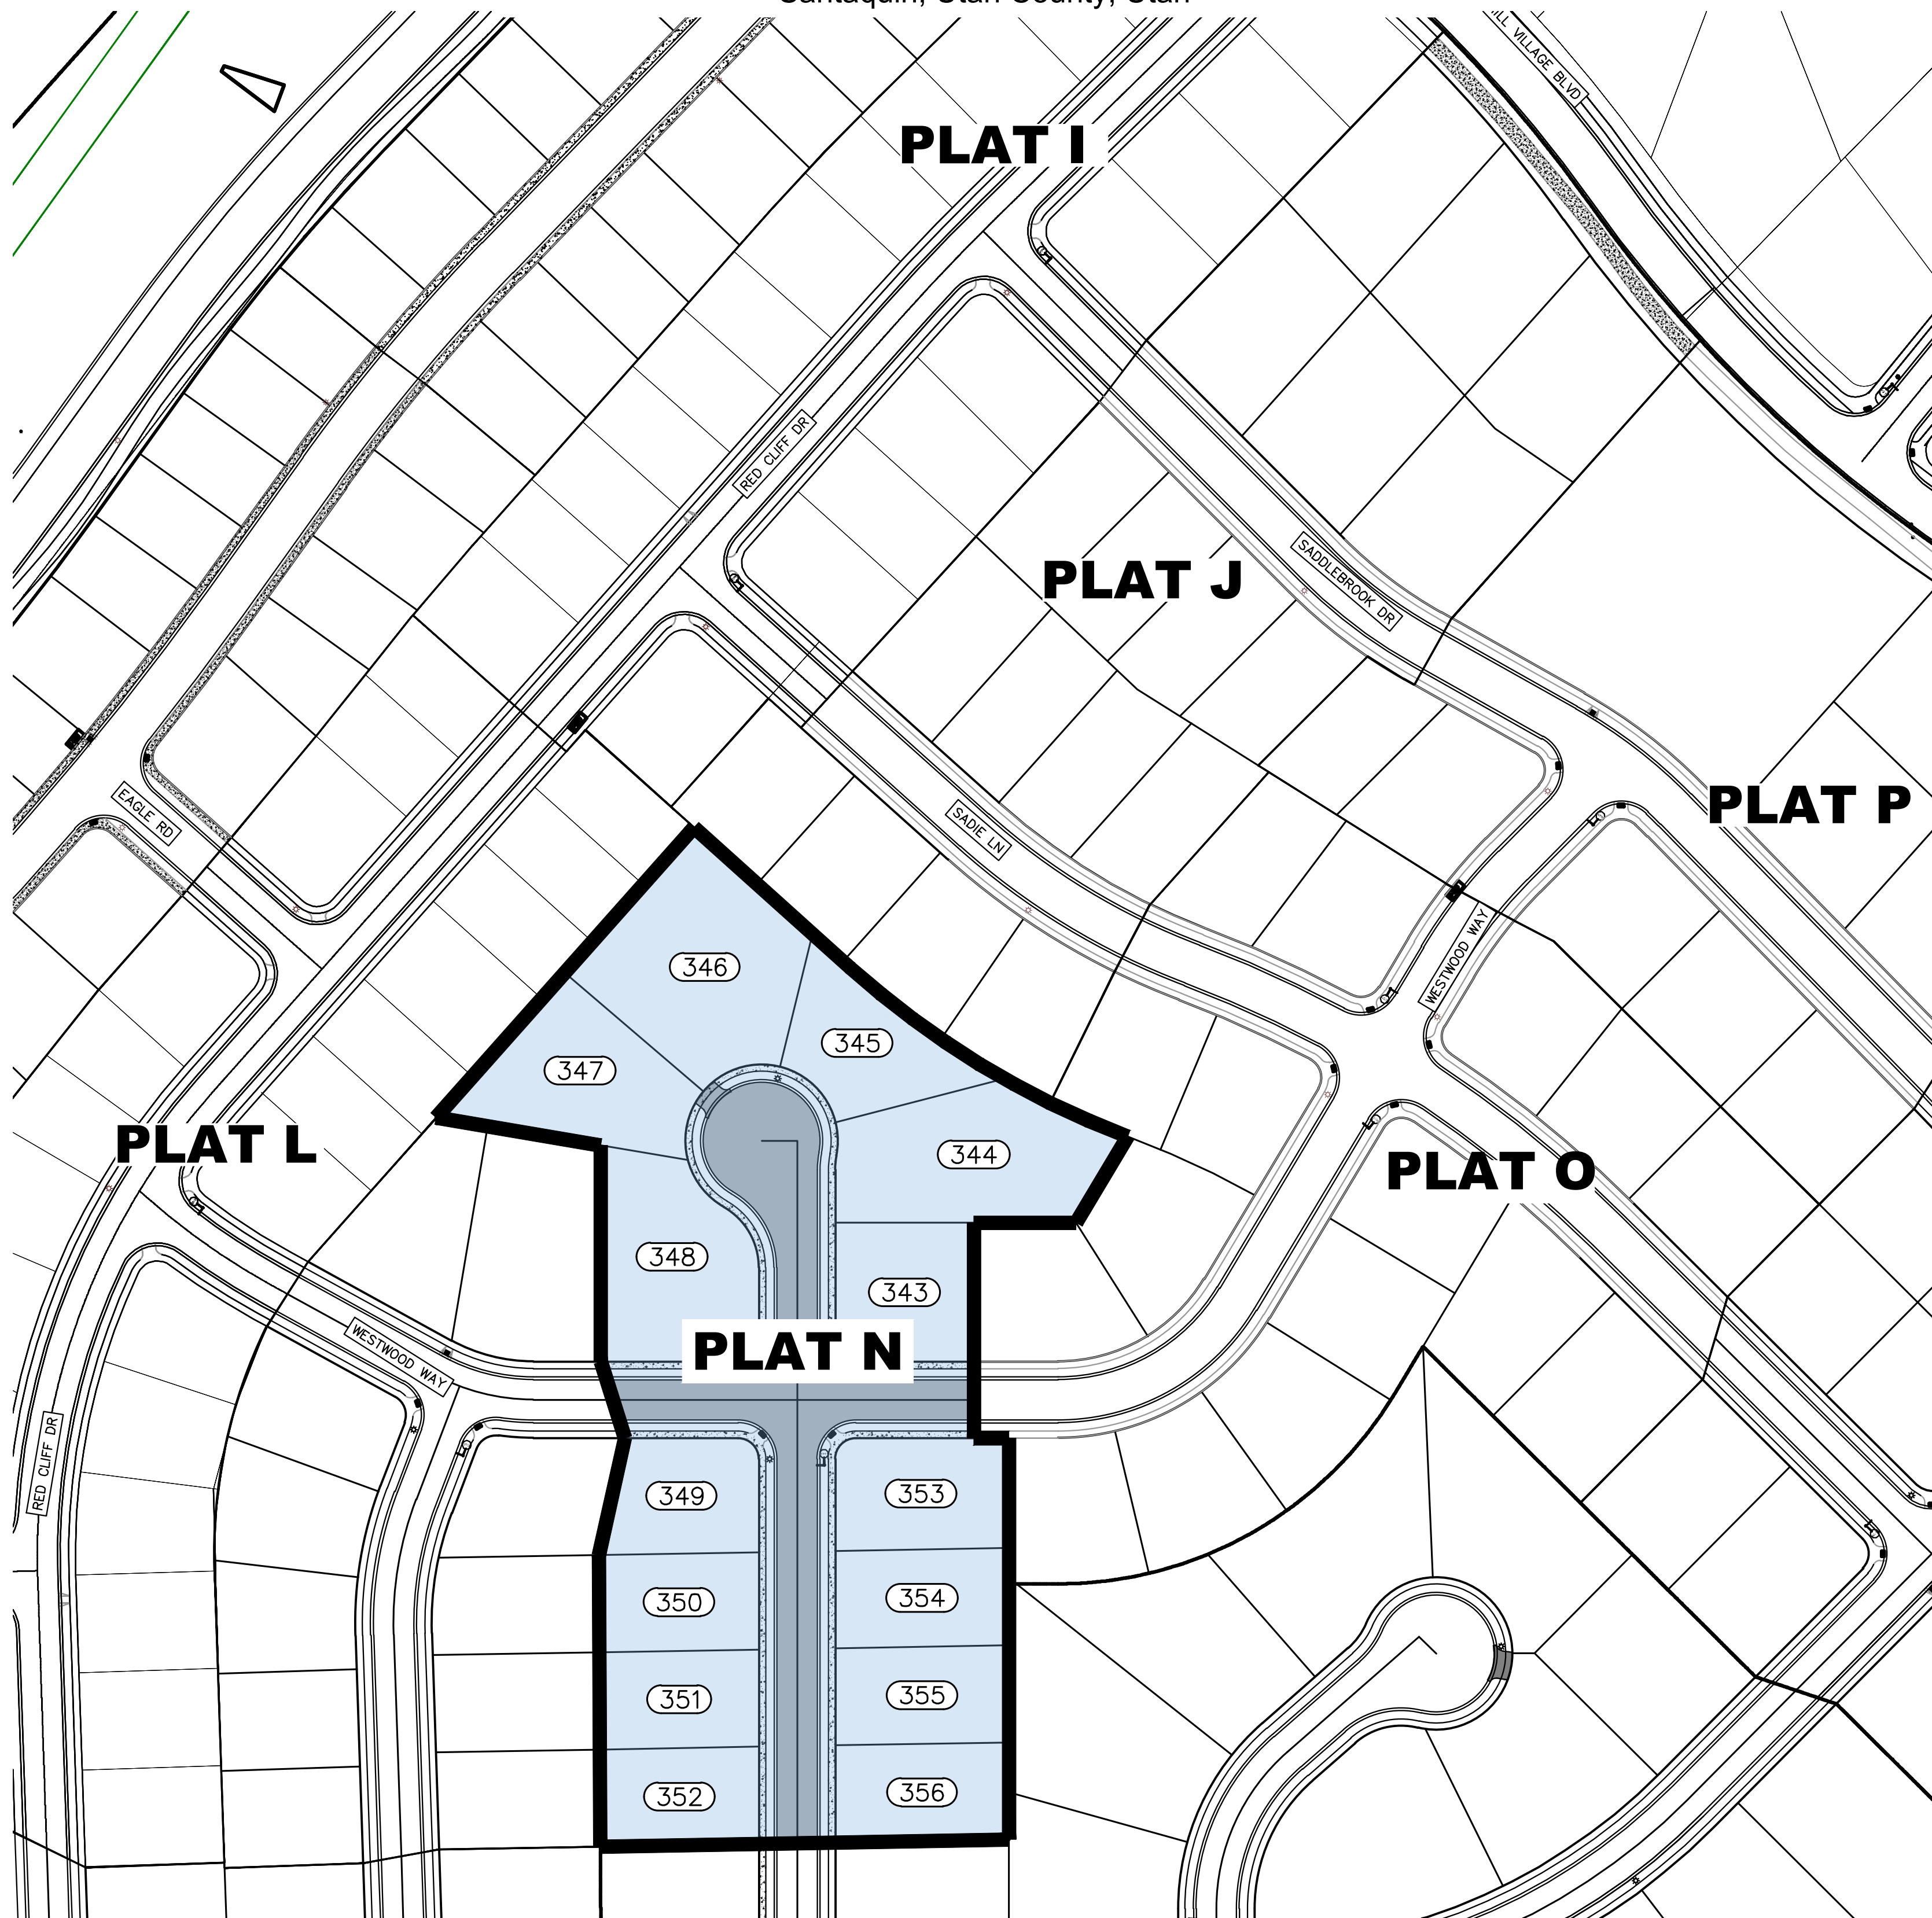 Santaquin, Utah County, Utah
HILL VILLAGE BLVD
PLAT I
RED CLIFF DR
PLAT J
SADDLEBROOK DR
EAGLE RD
SADIE LN
PLAT P
WESTWOOD WAY
346
345
347
PLAT L
344
PLAT O
348
343
WESTWOOD WAY
PLAT N
RED CLIFF DR
349
353
350
354
351
355
352
356